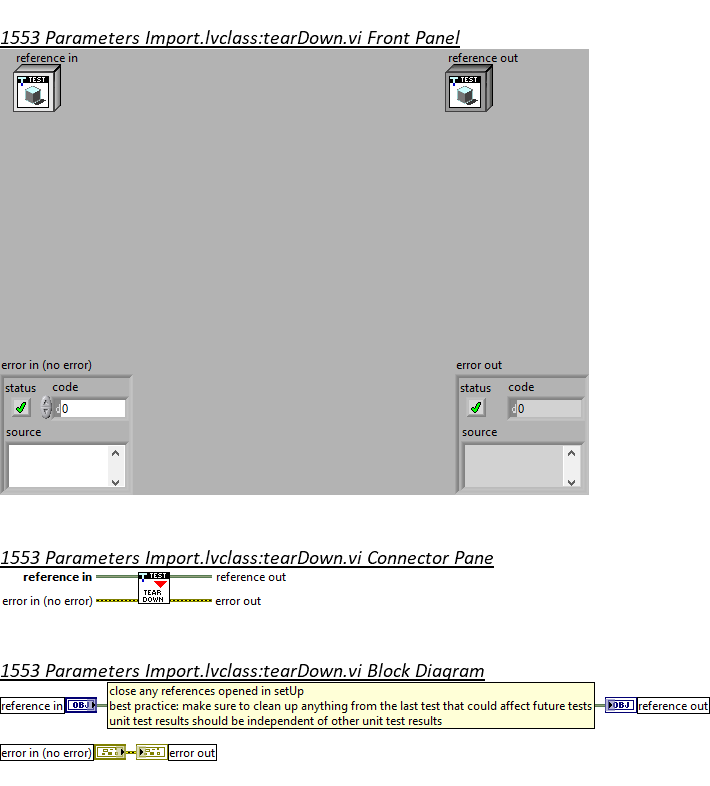 1553 Parameters Import.lvclass:tearDown.vi Front Panel
reference in
reference out
TEST
TEST
error in (no error)
error out
status code
status code
d 0
d 0
source
source
1553 Parameters Import.lvclass:tearDown.vi Connector Pane
reference in
TEST
reference out
TEAR
error in (no error)
DOWN
error out
1553 Parameters Import.lvclass:tearDown.vi Block Diagram
close any references opened in setUp
reference in OBJ best practice: make sure to clean up anything from the last test that could affect future tests OBJ reference out
unit test results should be independent of other unit test results
error in (no error) error out